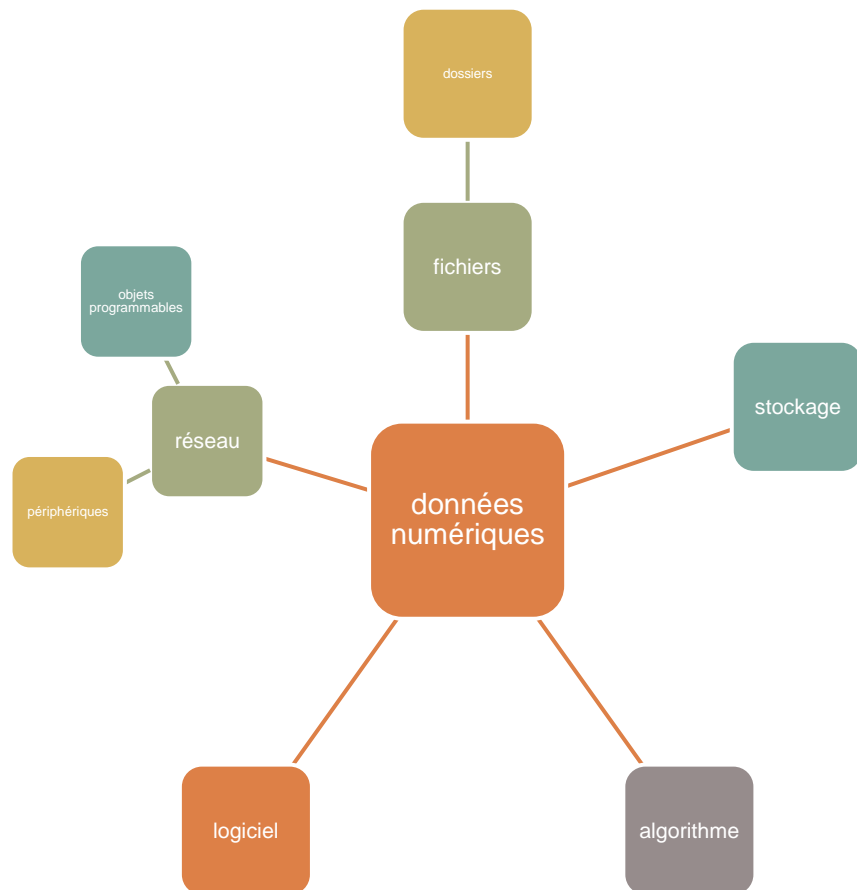 dossiers
fichiers
objets
programmables
stockage
réseau
périphériques
données
numériques
logiciel
algorithme